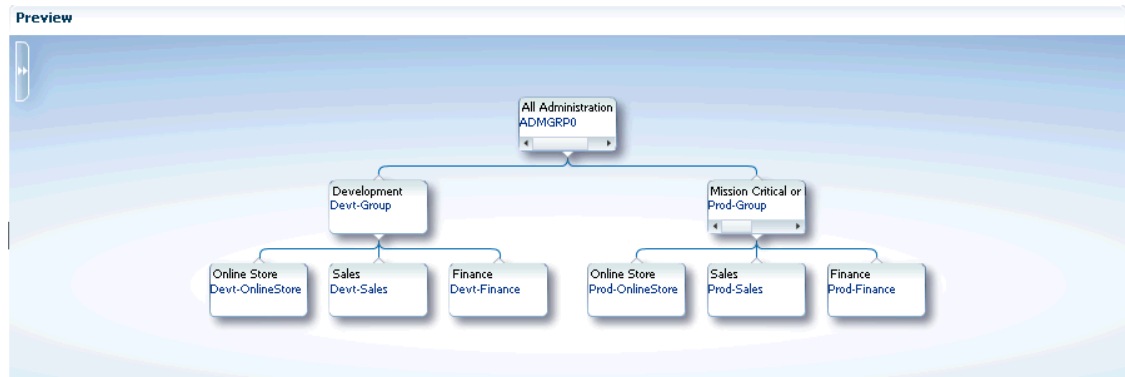 Preview
All Administration
ADMGRP0
Development
Devt-Group
Mission Critical or
Prod-Group
Online Store
Devt-OnlineStore
Sales
Devt-Sales
Finance
Devt-Finance
Online Store
Prod-OnlineStore
Sales
Prod-Sales
Finance
Prod-Finance